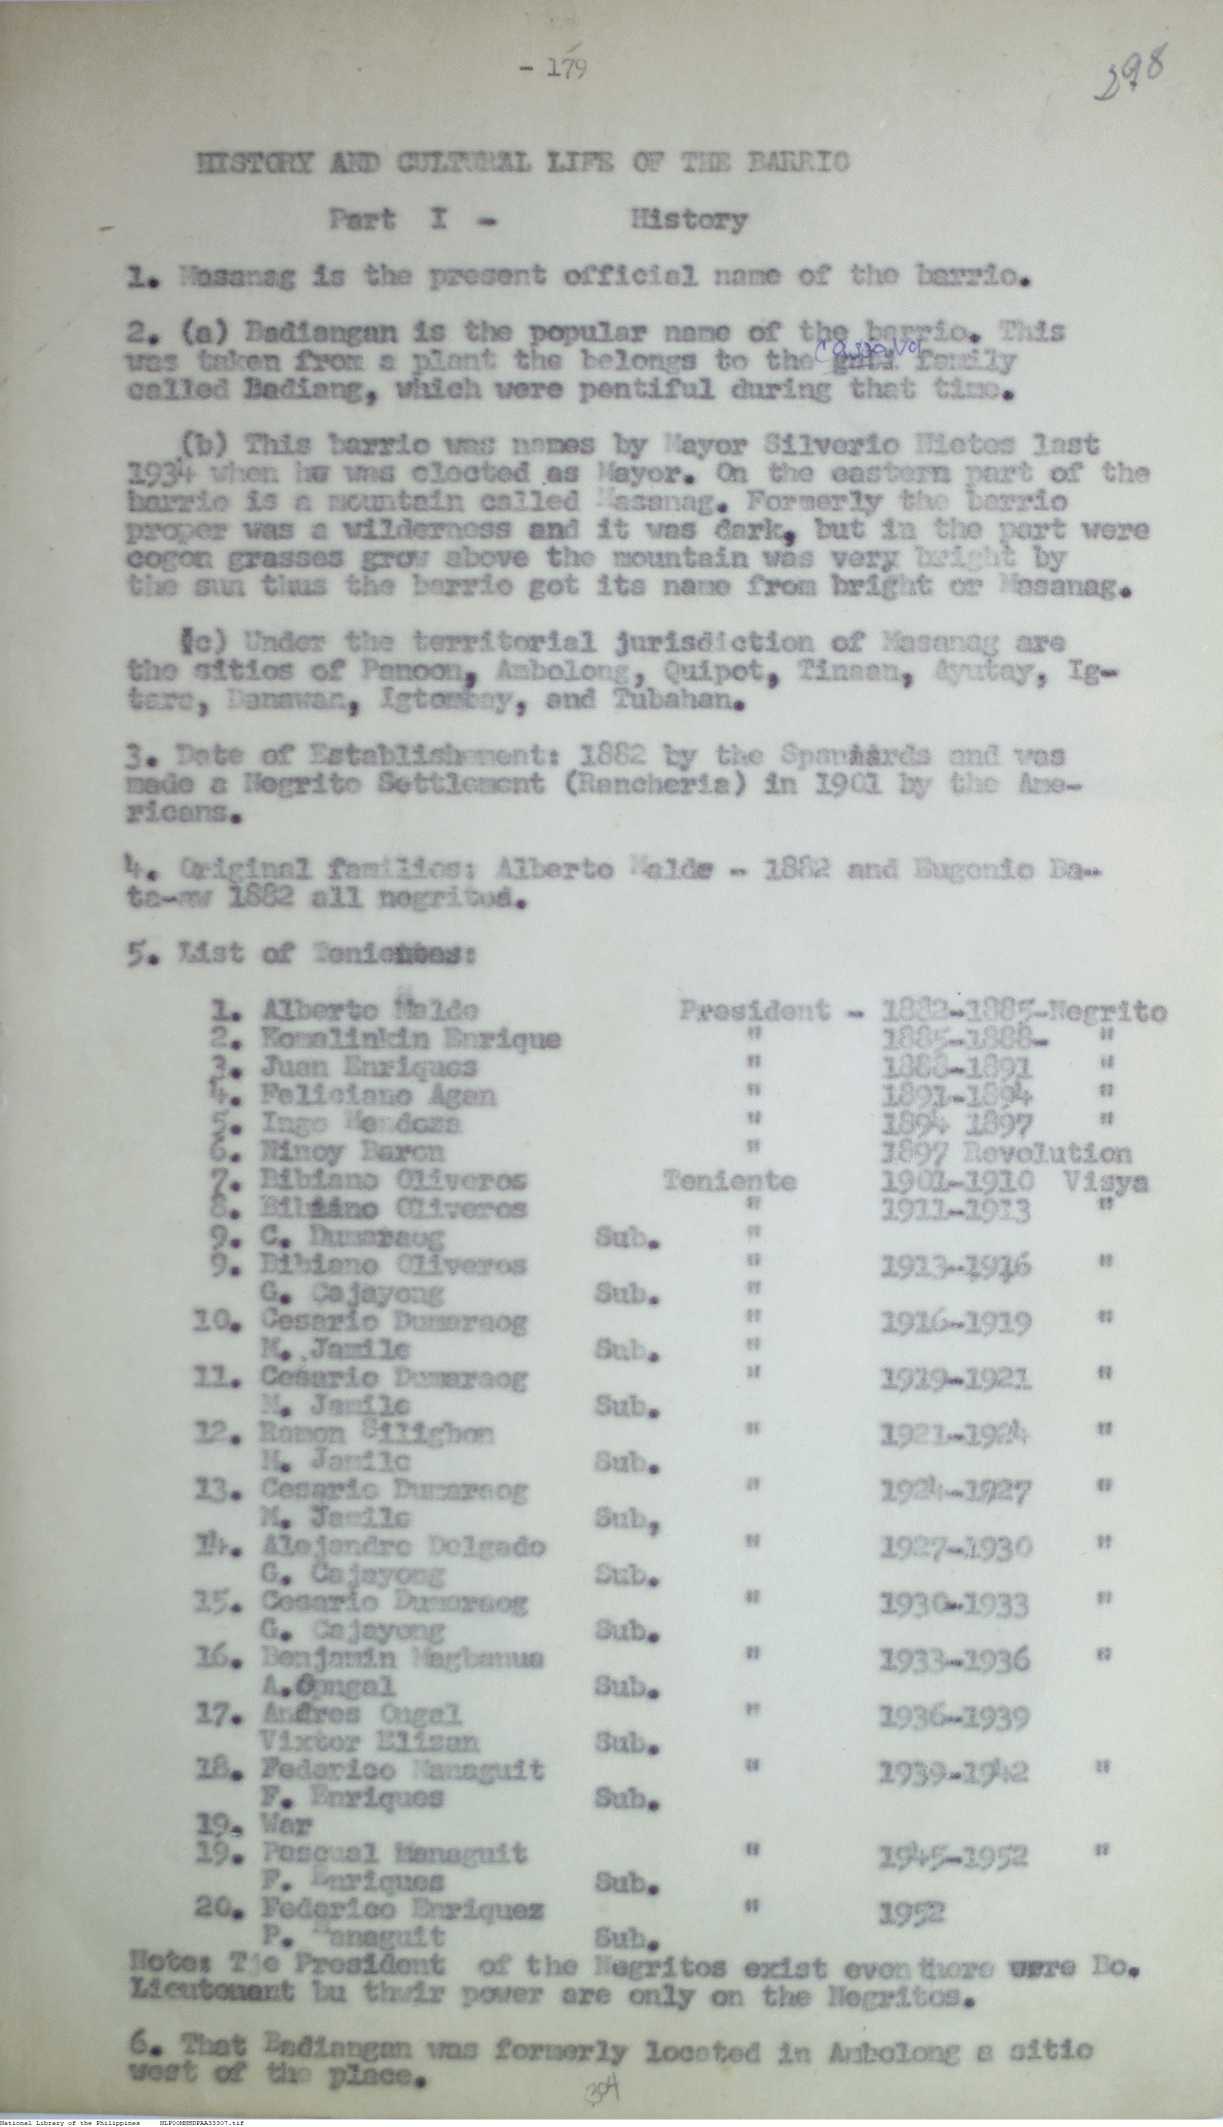 - 179
398
HISTORY AND CULTURAL LIFE OF THE BARRIO
Part I - History
1. Masanag is the present official name of the barrio.
2. (a) Badiangan is the popular name of the barrio. This
was taken from a plant the belongs to the cassava family
called Badiang, which were pentiful during that time.
(b) This barrio was names by Mayor Silverio Nietes last
1934 when he was elected as Mayor. On the eastern part of the
barrio is a mountain called Masanag. Formerly the barrio
proper was a wilderness and it was dark, but in the part were
cogon grasses grow above the mountain was very bright by
the sun thus the barrio got its name from bright or Masanag.
(c) Under the territorial jurisdiction of Masanag are
the sitios of Panoon, Ambolong, Quipot, Tinaan, Ayutay, Ig-
taro, Danawan, Igtombay, and Tubahan.
3. Date of Establishement: 1882 by the Spaniards and was
made a Negrito Settlement (Rancheria) in 1901 by the Ame-
ricans.
4. Original families: Alberto Malde - 1882 and Eugenio Da-
ta-aw 1882 all negritos.
5. List of Tenientes:
1. Alberto Malde President - 1882-1885-Negrito
2. Komalinkin Enrique " 1885-1888- "
3. Juan Enriques " 1888-1891 "
4. Feliciano Agan " 1891-1894 "
5. Ingo Mendoza " 1894 1897 "
6. Ninoy Baron " 1897 Revolution
7. Bibiano Oliveros Teniente 1901-1910 Visya
8. Bibiano Oliveros " 1911-1913 "
9. C. Dumaraog Sub. "
9. Bibiano Oliveros " 1913-1916 "
G. Cajayong Sub. "
10. Cesario Dumaraog " 1916-1919 "
M. Jamilo Sub. "
11. Cesario Dumaraog " 1919-1921 "
M. Jamilo Sub.
12. Ramon Siligbon " 1921-1924 "
M. Jamilo Sub.
13. Cesario Dumaraog " 1924-1927 "
M. Jamilo Sub,
14. Alejandro Delgado " 1927-1930 "
G. Cajayong Sub.
15. Cesario Dumaraog " 1930-1933 "
G. Cajayong Sub.
16. Benjamin Magbanua " 1933-1936 "
A. Ongal Sub.
17. Andres Ongal " 1936-1939
Vixtor Elizan Sub.
18. Federico Managuit " 1939-1942 "
F. Enriques Sub.
19. War
19. Pascual Managuit " 1945-1952 "
F. Enriques Sub.
20. Federico Enriquez " 1952
P. Managuit Sub.
Note: Tje President of the Negritos exist even there were Bo.
Lieutenant bu their power are only on the Negritos.
6. That Badiangan was formerly located in Ambolong a sitio
west of the place.
304
National Library of the Philippines